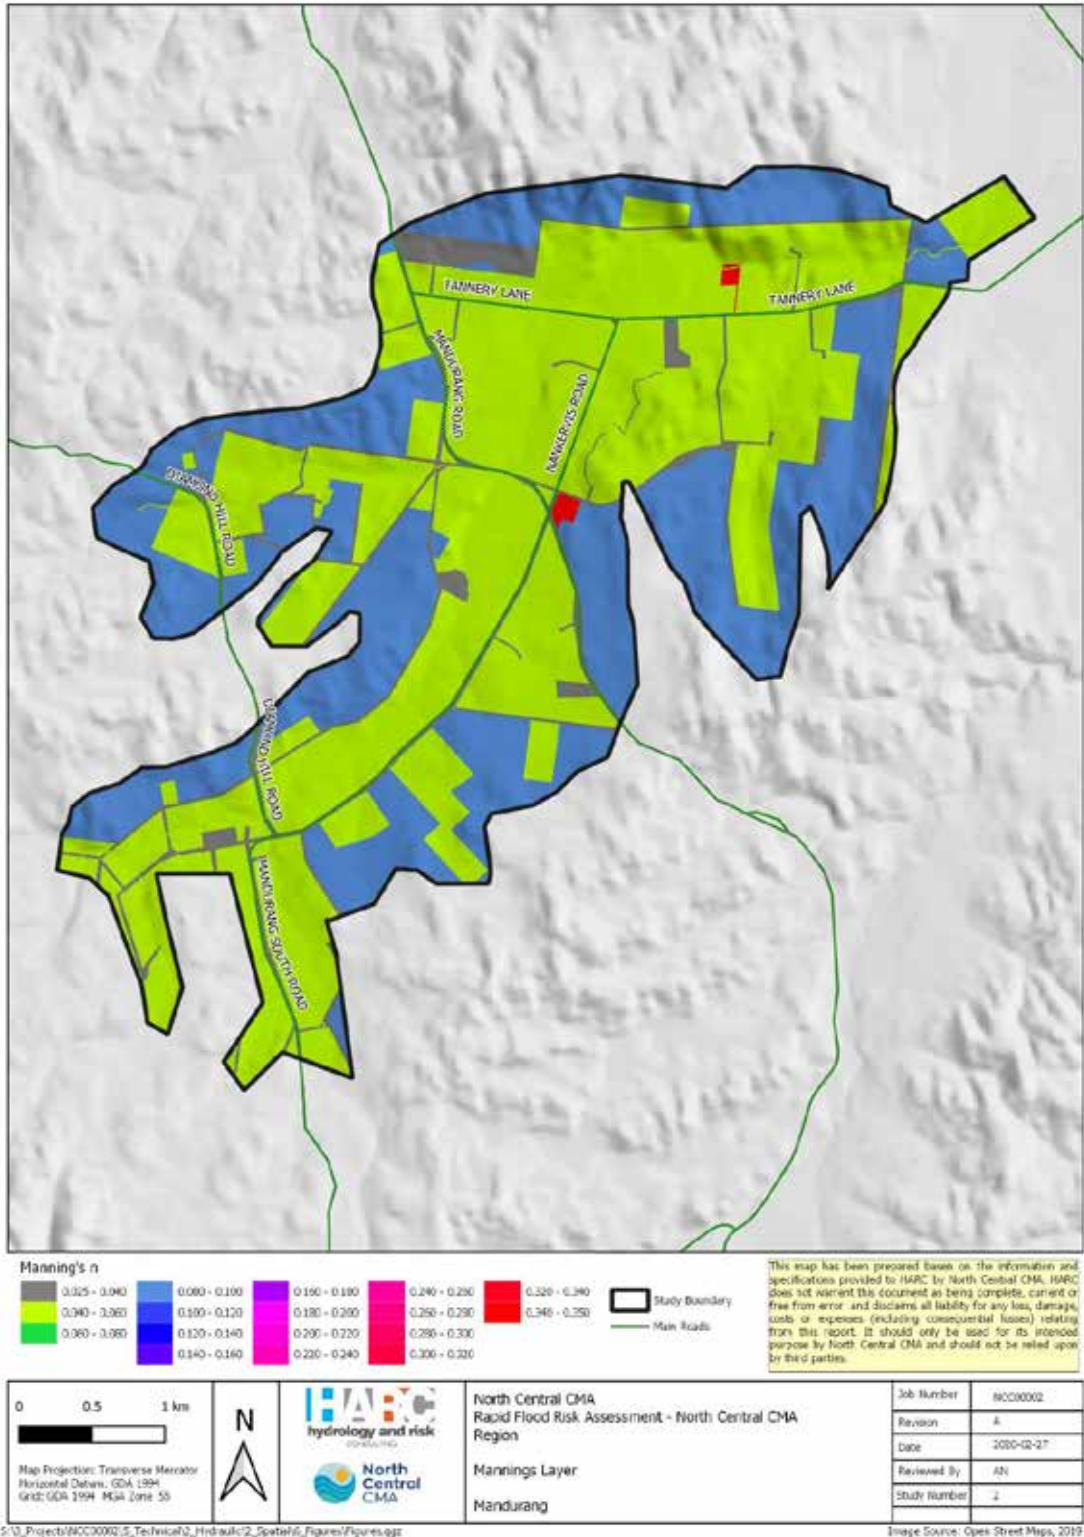 TANNERY LANE
TANNERY LANE
MANDURANG ROAD
NANKERVIS ROAD
HILL ROAD
ROAD
MANDURANG SOUTH ROAD
Manning's n
0.025 - 0.040
0.040 - 0.060
0.060 - 0.080
0.080 - 0.100
0.100 - 0.120
0.120 - 0.140
0.140 - 0.160
0.160 - 0.180
0.180 - 0.200
0.200 - 0.220
0.220 - 0.240
0.240 - 0.260
0.260 - 0.280
0.280 - 0.300
0.300 - 0.320
0.320 - 0.340
0.340 - 0.350
Study Boundary
Main Roads
This map has been prepared based on the information and
specifications provided to HARC by North Central CMA. HARC
does not warrant this document as being complete, current or
free from error and disclaims all liability for any loss, damage,
costs or expenses (including consequential losses) relating
from this report. It should only be used for its intended
purpose by North Central CMA and should not be relied upon
by third parties.
0 0.5 1 km
Map Projection: Transverse Mercator
Horizontal Datum: GDA 1994
Grid: GDA 1994 MGA Zone 55
N
HARC
hydrology and risk
CONSULTING
North
Central
CMA
North Central CMA
Rapid Flood Risk Assessment - North Central CMA
Region
Mannings Layer
Mandurang
Job Number NCC00002
Revision A
Date 2020-02-27
Reviewed By AN
Study Number 2
S:\3_Projects\NCC00002\5_Technical\2_Hydraulic\2_Spatial\6_Figures\Figures.qgz
Image Source: Open Street Maps, 2019